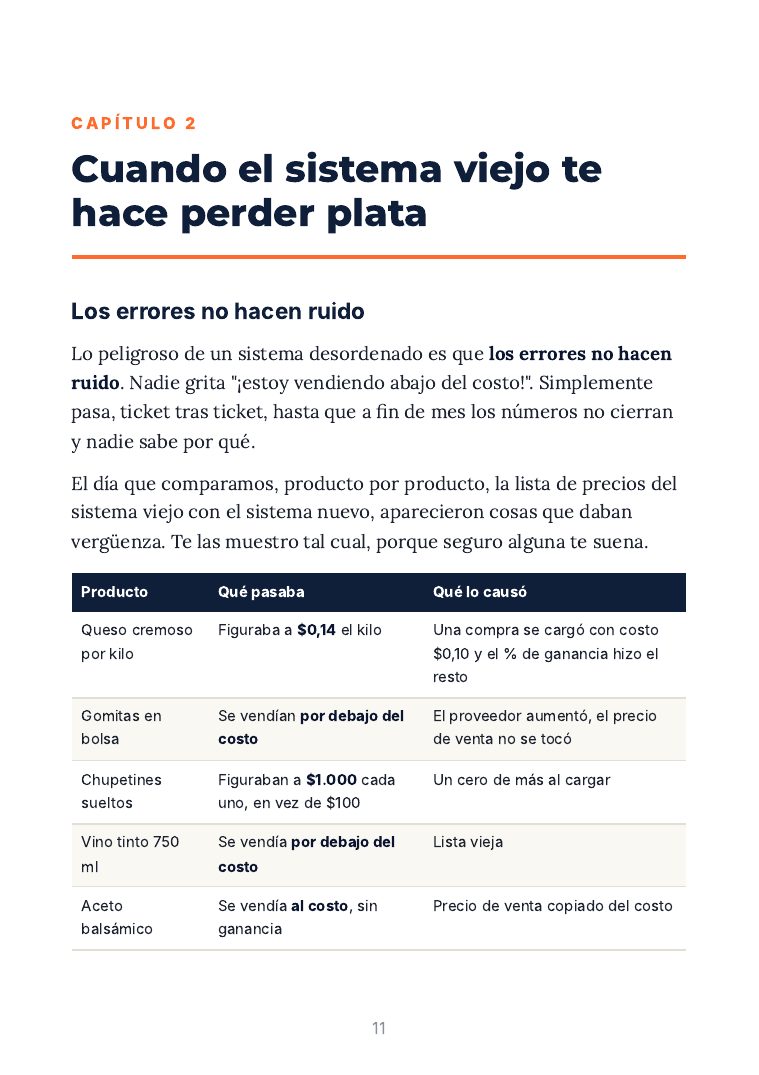 CAPÍTULO 2
Cuando el sistema viejo te
hace perder plata
Los errores no hacen ruido
Lo peligroso de un sistema desordenado es que los errores no hacen
ruido. Nadie grita "¡estoy vendiendo abajo del costo!". Simplemente
pasa, ticket tras ticket, hasta que a fin de mes los números no cierran
y nadie sabe por qué.
El día que comparamos, producto por producto, la lista de precios del
sistema viejo con el sistema nuevo, aparecieron cosas que daban
vergüenza. Te las muestro tal cual, porque seguro alguna te suena.
Producto Qué pasaba Qué lo causó
Queso cremoso Figuraba a $0,14 el kilo Una compra se cargó con costo
por kilo $0,10 y el % de ganancia hizo el
resto
Gomitas en Se vendían por debajo del El proveedor aumentó, el precio
bolsa costo de venta no se tocó
Chupetines Figuraban a $1.000 cada Un cero de más al cargar
sueltos uno, en vez de $100
Vino tinto 750 Se vendía por debajo del Lista vieja
ml costo
Aceto Se vendía al costo, sin Precio de venta copiado del costo
balsámico ganancia
11